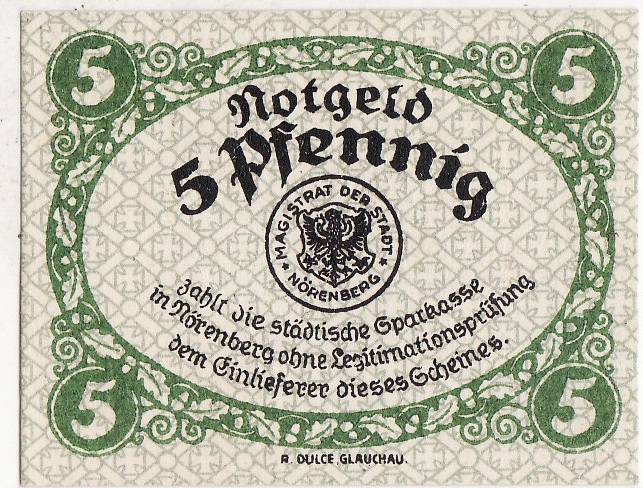 5 5
Notgeld
5 Pfennig
MAGISTRAT DER STADT
NÖRENBERG
zahlt die städtische Sparkasse
in Nörenberg ohne Legitimationsprüfung
dem Einlieferer dieses Scheines.
5 5
R. DULCE, GLAUCHAU.